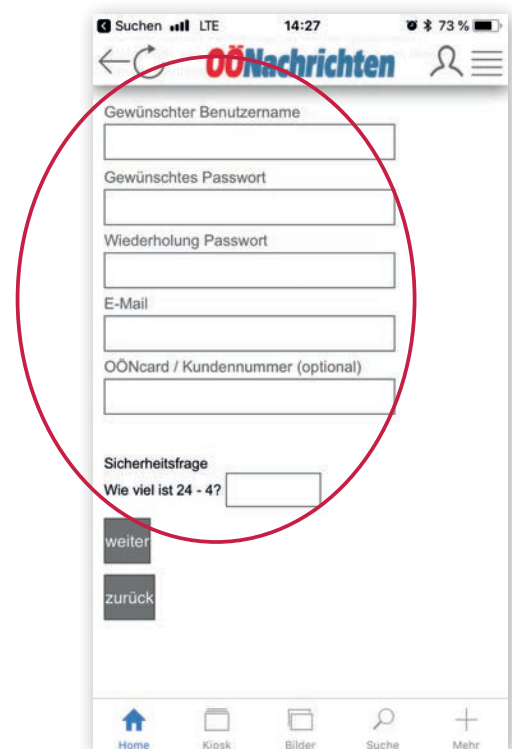 Suchen LTE 14:27 73 %
OÖNachrichten
Gewünschter Benutzername
Gewünschtes Passwort
Wiederholung Passwort
E-Mail
OÖNcard / Kundennummer (optional)
Sicherheitsfrage
Wie viel ist 24 - 4?
weiter
zurück
Home Kiosk Bilder Suche Mehr